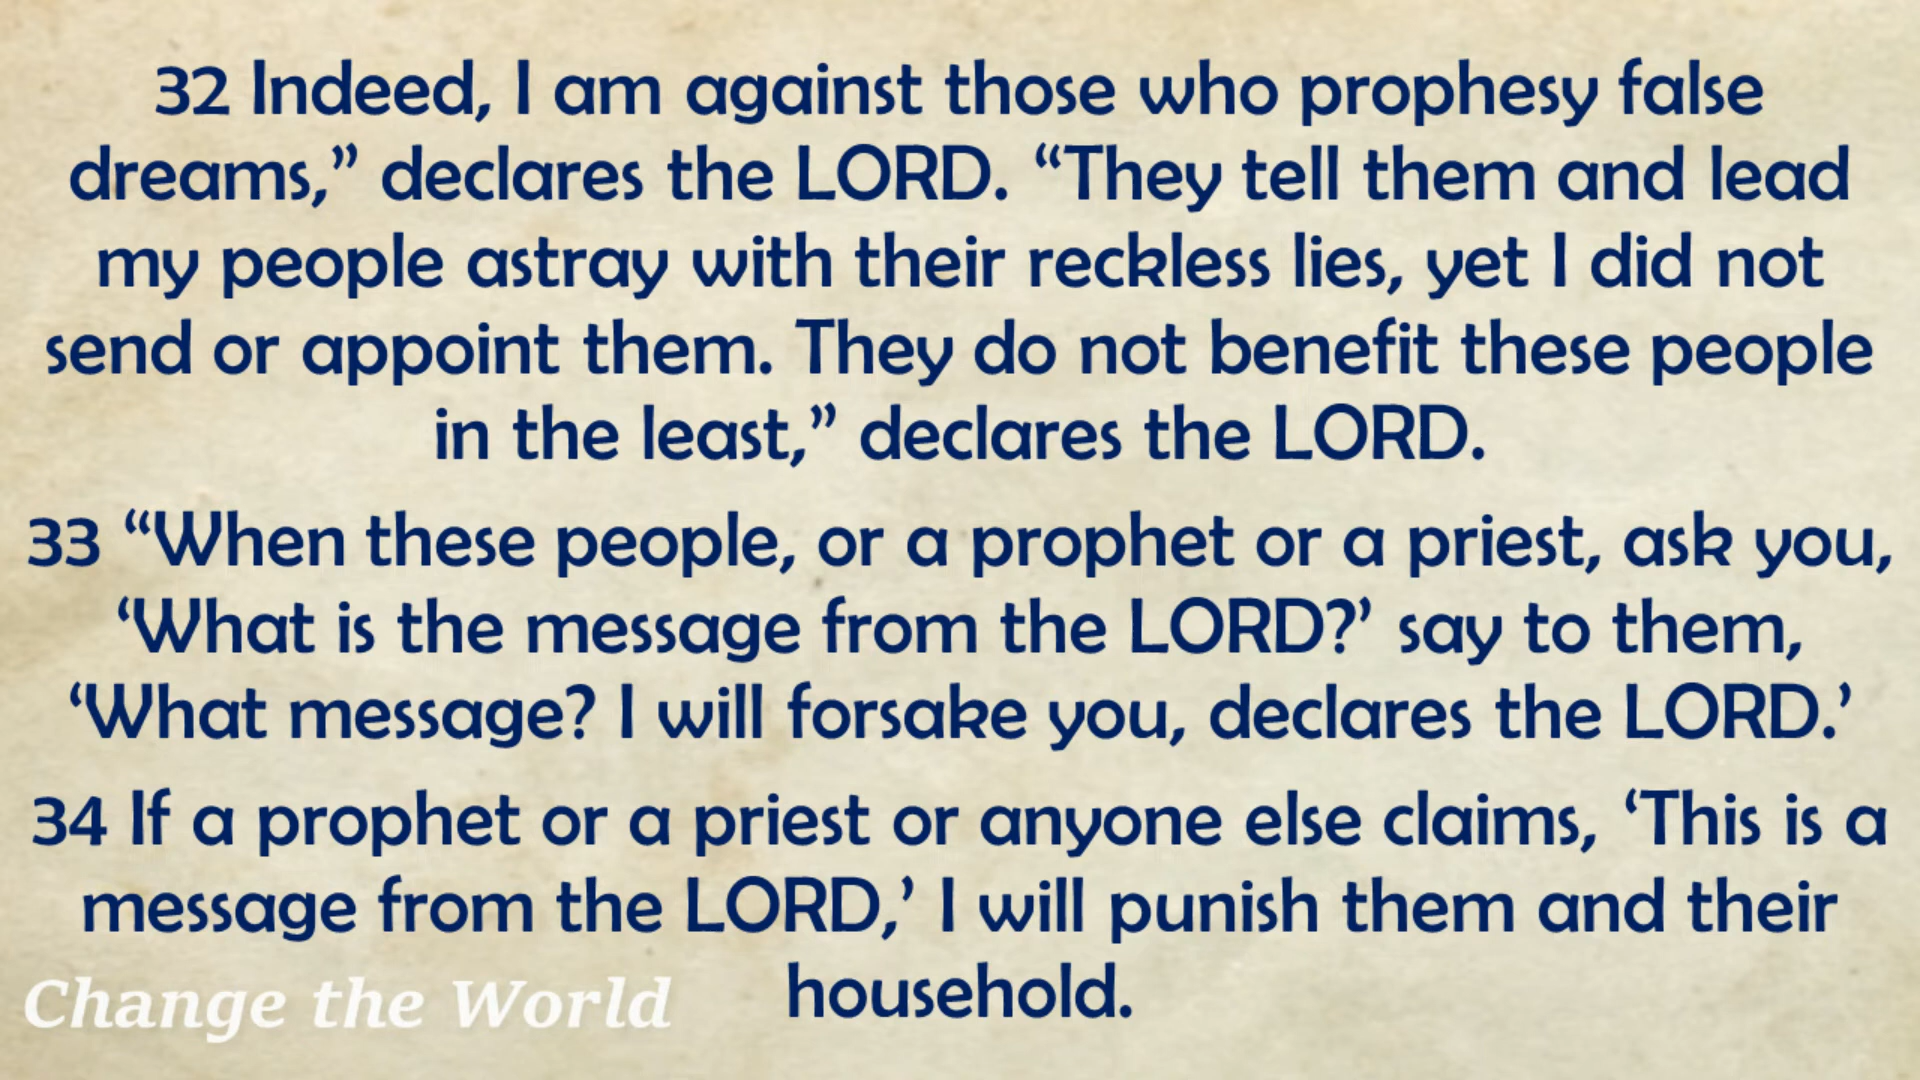 32 Indeed, I am against those who prophesy false
dreams,” declares the LORD. “They tell them and lead
my people astray with their reckless lies, yet I did not
send or appoint them. They do not benefit these people
in the least,” declares the LORD.
33 “When these people, or a prophet or a priest, ask you,
‘What is the message from the LORD?’ say to them,
‘What message? I will forsake you, declares the LORD.’
34 If a prophet or a priest or anyone else claims, ‘This is a
message from the LORD,’ I will punish them and their
household.
Change the World